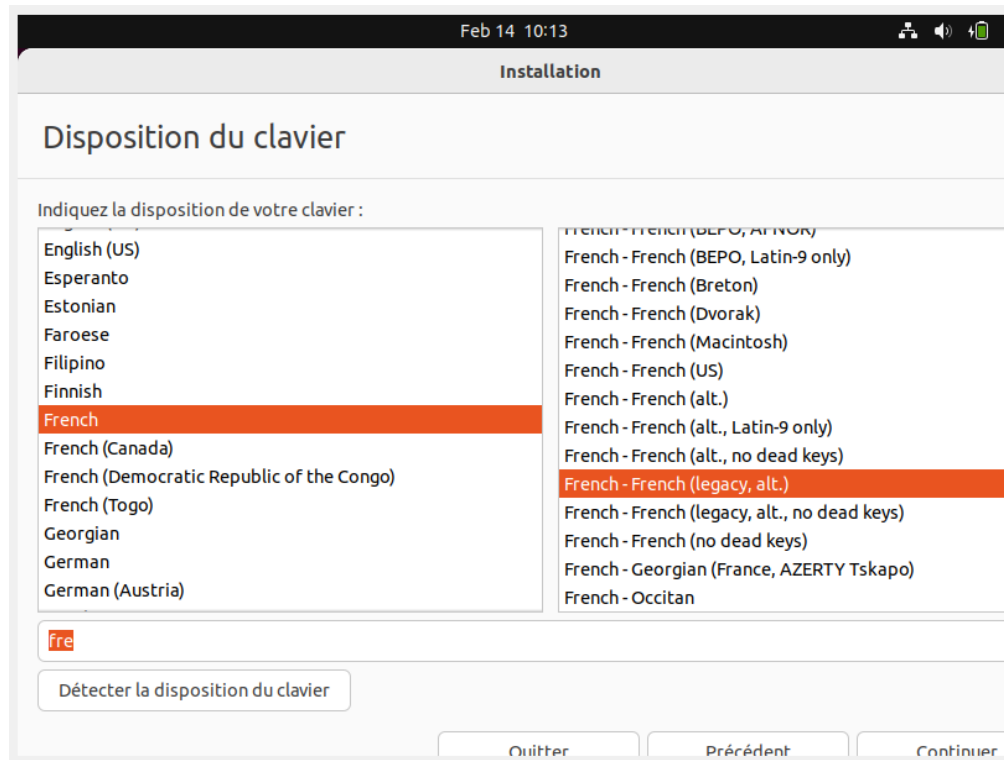 Feb 14 10:13
Installation
Disposition du clavier
Indiquez la disposition de votre clavier :
English (US)
Esperanto
Estonian
Faroese
Filipino
Finnish
French
French (Canada)
French (Democratic Republic of the Congo)
French (Togo)
Georgian
German
German (Austria)
French - French (BEPO, AFNOR)
French - French (BEPO, Latin-9 only)
French - French (Breton)
French - French (Dvorak)
French - French (Macintosh)
French - French (US)
French - French (alt.)
French - French (alt., Latin-9 only)
French - French (alt., no dead keys)
French - French (legacy, alt.)
French - French (legacy, alt., no dead keys)
French - French (no dead keys)
French - Georgian (France, AZERTY Tskapo)
French - Occitan
fre
Détecter la disposition du clavier
Quitter
Précédent
Continuer